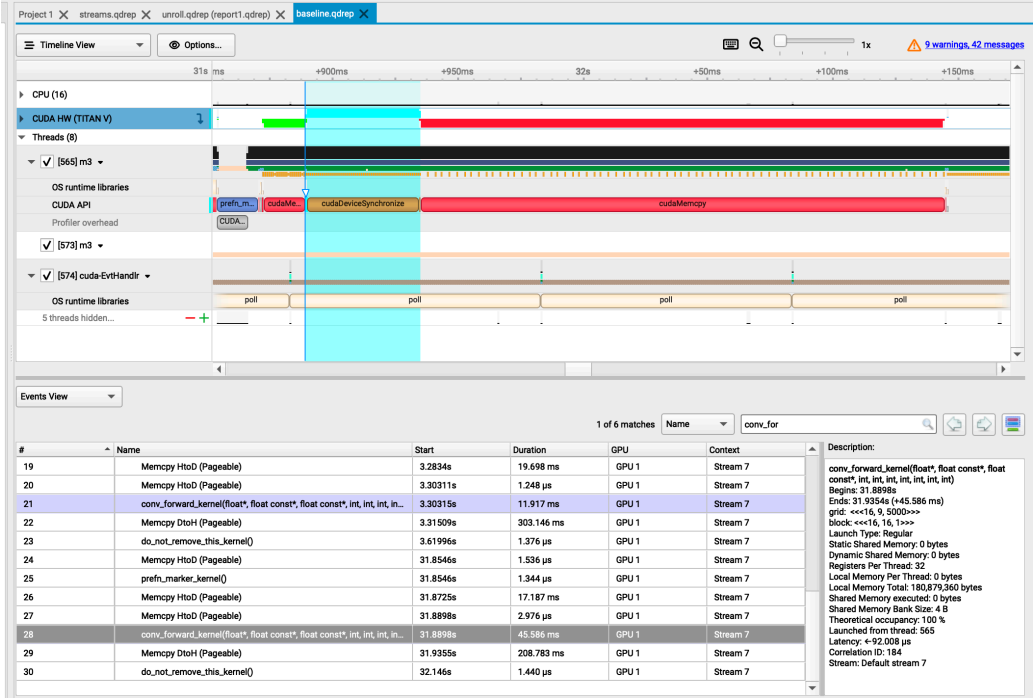 Project 1 streams.qdrep unroll.qdrep (report1.qdrep) baseline.qdrep
Timeline View Options... 1x 9 warnings, 42 messages
31s ms +900ms +950ms 32s +50ms +100ms +150ms
CPU (16)
CUDA HW (TITAN V)
Threads (8)
[565] m3
OS runtime libraries
CUDA API prefn_m... cudaMe... cudaDeviceSynchronize cudaMemcpy
Profiler overhead CUDA...
[573] m3
[574] cuda-EvtHandlr
OS runtime libraries poll poll poll poll
5 threads hidden...
Events View
1 of 6 matches Name conv_for
# Name Start Duration GPU Context
19 Memcpy HtoD (Pageable) 3.2834s 19.698 ms GPU 1 Stream 7
20 Memcpy HtoD (Pageable) 3.30311s 1.248 µs GPU 1 Stream 7
21 conv_forward_kernel(float*, float const*, float const*, int, int, int, in... 3.30315s 11.917 ms GPU 1 Stream 7
22 Memcpy DtoH (Pageable) 3.31509s 303.146 ms GPU 1 Stream 7
23 do_not_remove_this_kernel() 3.61996s 1.376 µs GPU 1 Stream 7
24 Memcpy HtoD (Pageable) 31.8546s 1.536 µs GPU 1 Stream 7
25 prefn_marker_kernel() 31.8546s 1.344 µs GPU 1 Stream 7
26 Memcpy HtoD (Pageable) 31.8725s 17.187 ms GPU 1 Stream 7
27 Memcpy HtoD (Pageable) 31.8898s 2.976 µs GPU 1 Stream 7
28 conv_forward_kernel(float*, float const*, float const*, int, int, int, in... 31.8898s 45.586 ms GPU 1 Stream 7
29 Memcpy DtoH (Pageable) 31.9355s 208.783 ms GPU 1 Stream 7
30 do_not_remove_this_kernel() 32.146s 1.440 µs GPU 1 Stream 7
Description:
conv_forward_kernel(float*, float const*, float
const*, int, int, int, int, int, int)
Begins: 31.8898s
Ends: 31.9354s (+45.586 ms)
grid: <<<16, 9, 5000>>>
block: <<<16, 16, 1>>>
Launch Type: Regular
Static Shared Memory: 0 bytes
Dynamic Shared Memory: 0 bytes
Registers Per Thread: 32
Local Memory Per Thread: 0 bytes
Local Memory Total: 180,879,360 bytes
Shared Memory executed: 0 bytes
Shared Memory Bank Size: 4 B
Theoretical occupancy: 100 %
Launched from thread: 565
Latency: ←92.008 µs
Correlation ID: 184
Stream: Default stream 7